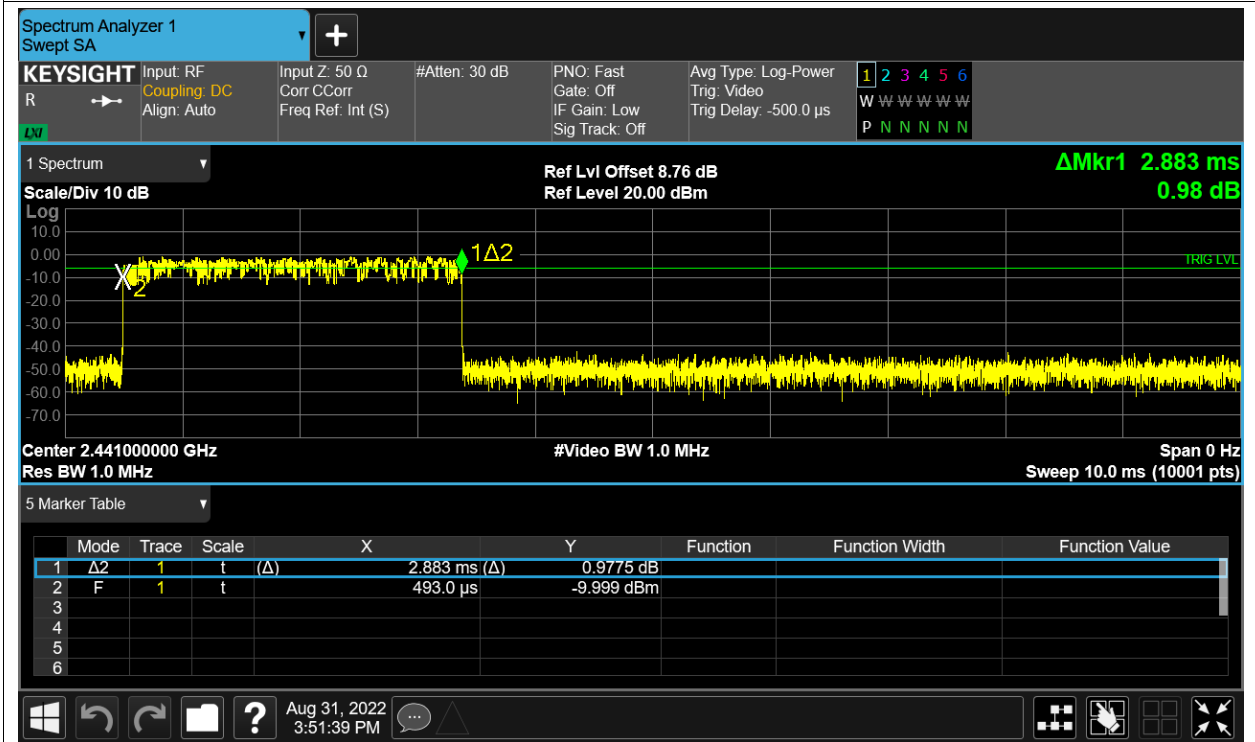 Spectrum Analyzer 1
Swept SA
+
KEYSIGHT Input: RF Input Z: 50 Ω #Atten: 30 dB PNO: Fast Avg Type: Log-Power 1 2 3 4 5 6
R Coupling: DC Corr CCorr Gate: Off Trig: Video W W W W W W
Align: Auto Freq Ref: Int (S) IF Gain: Low Trig Delay: -500.0 µs
LXI Sig Track: Off P N N N N N
1 Spectrum Ref Lvl Offset 8.76 dB ΔMkr1 2.883 ms
Scale/Div 10 dB Ref Level 20.00 dBm 0.98 dB
Log
10.0
0.00 1Δ2 TRIG LVL
-10.0 X2
-20.0
-30.0
-40.0
-50.0
-60.0
-70.0
Center 2.441000000 GHz #Video BW 1.0 MHz Span 0 Hz
Res BW 1.0 MHz Sweep 10.0 ms (10001 pts)
5 Marker Table
Mode Trace Scale X Y Function Function Width Function Value
1 Δ2 1 t (Δ) 2.883 ms (Δ) 0.9775 dB
2 F 1 t 493.0 µs -9.999 dBm
3
4
5
6
? Aug 31, 2022
3:51:39 PM